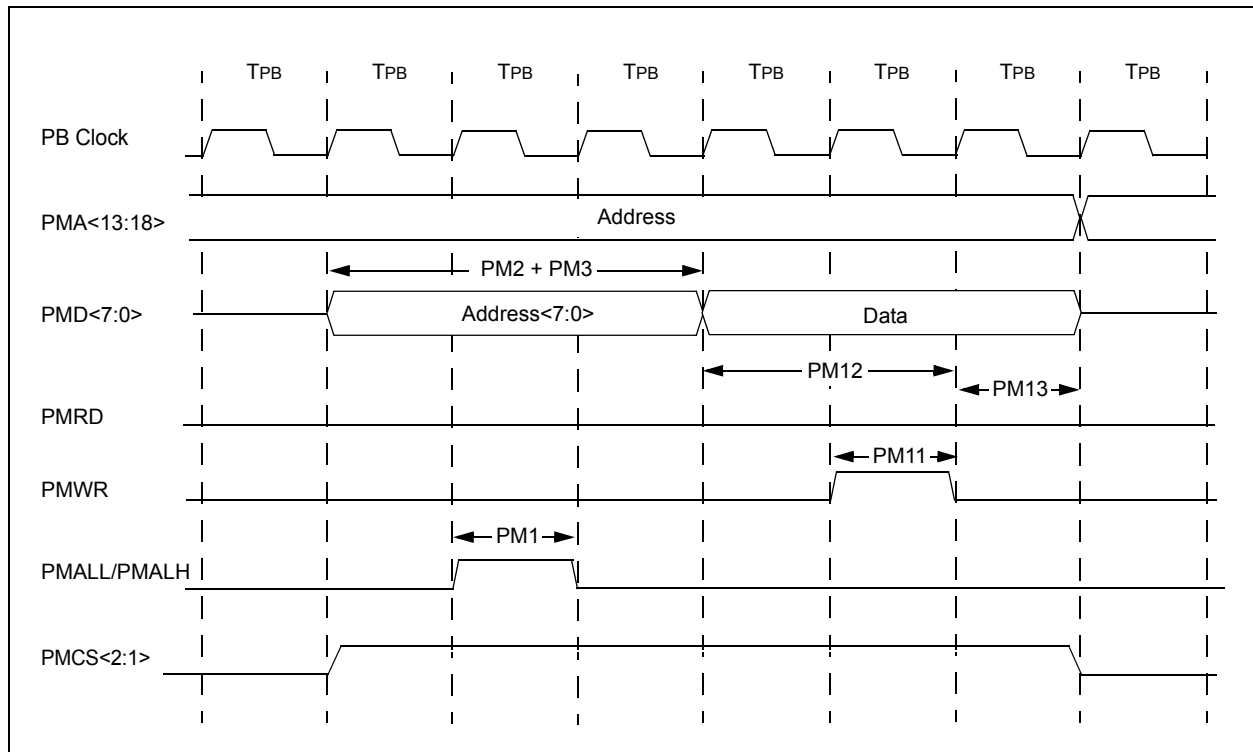 TPB TPB TPB TPB TPB TPB TPB TPB
PB Clock
PMA<13:18>
Address
PM2 + PM3
PMD<7:0>
Address<7:0>
Data
PM12
PM13
PMRD
PM11
PMWR
PM1
PMALL/PMALH
PMCS<2:1>